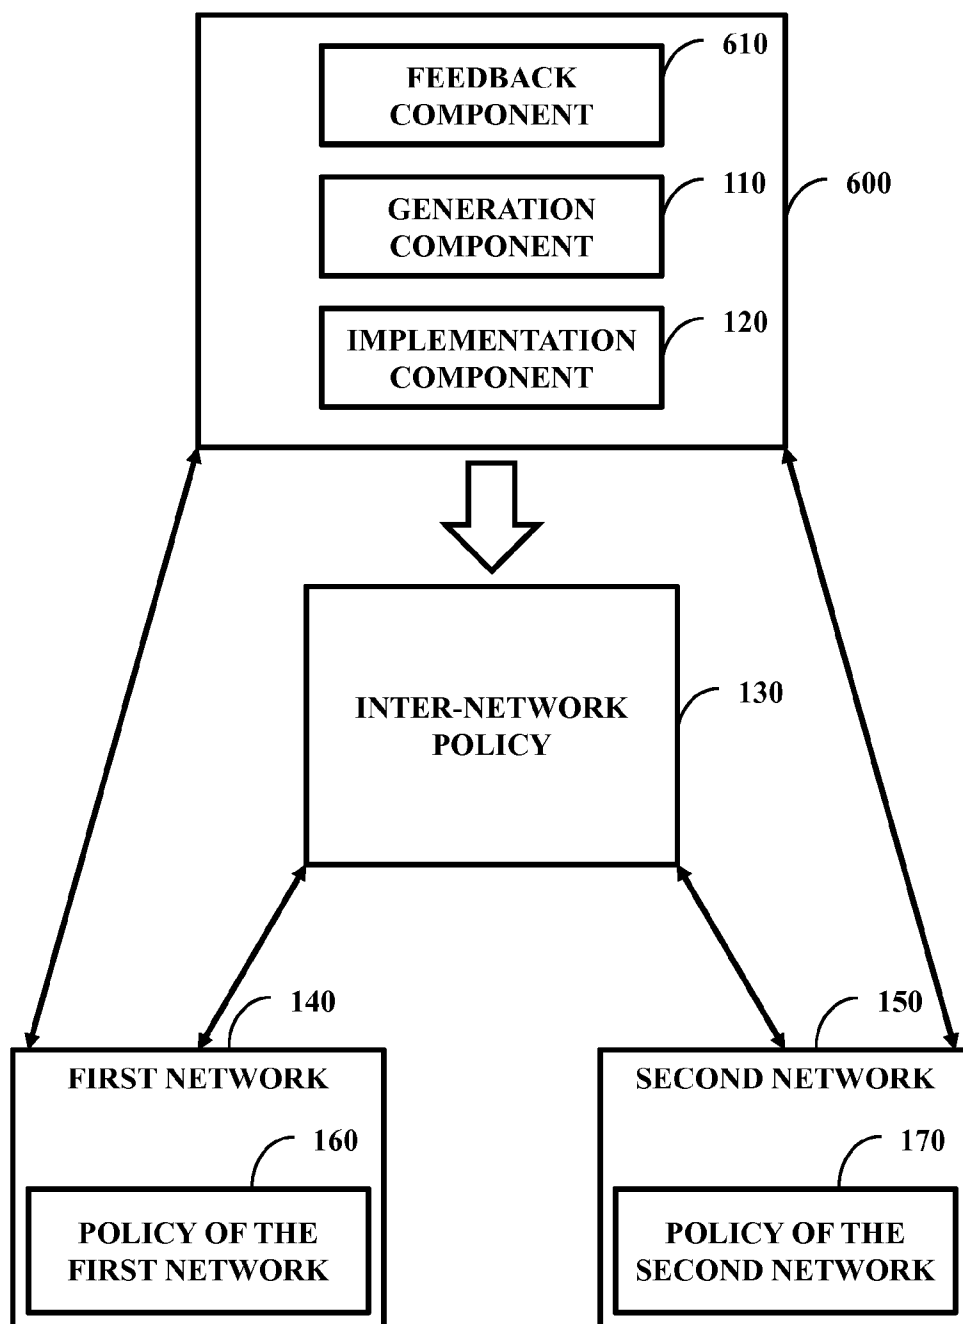 610
FEEDBACK
COMPONENT
110
600
GENERATION
COMPONENT
120
IMPLEMENTATION
COMPONENT
130
INTER-NETWORK
POLICY
140
150
FIRST NETWORK
SECOND NETWORK
160
170
POLICY OF THE
FIRST NETWORK
POLICY OF THE
SECOND NETWORK